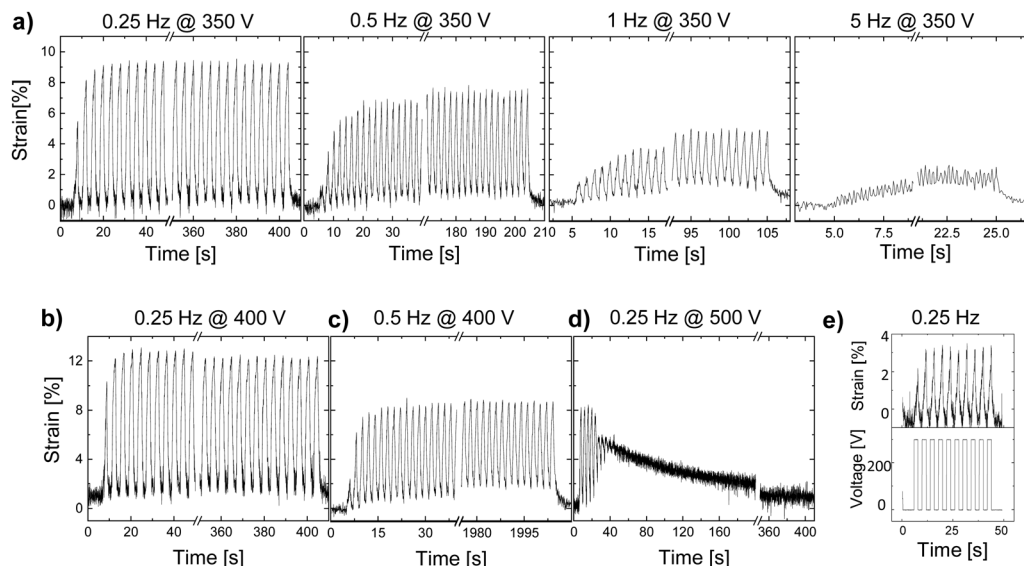 a)
0.25 Hz @ 350 V
0.5 Hz @ 350 V
1 Hz @ 350 V
5 Hz @ 350 V
Strain[%]
10
8
6
4
2
0
0 20 40 360 380 400
0 10 20 30 180 190 200 210
5 10 15 95 100 105
5.0 7.5 22.5 25.0
Time [s]
Time [s]
Time [s]
Time [s]
b)
0.25 Hz @ 400 V
c)
0.5 Hz @ 400 V
d)
0.25 Hz @ 500 V
e)
0.25 Hz
Strain [%]
12
8
4
0
0 20 40 360 380 400
0 15 30 1980 1995
0 40 80 120 160 360 400
Time [s]
Time [s]
Time [s]
Strain [%]
4
2
0
Voltage [V]
200
0
0 50
Time [s]